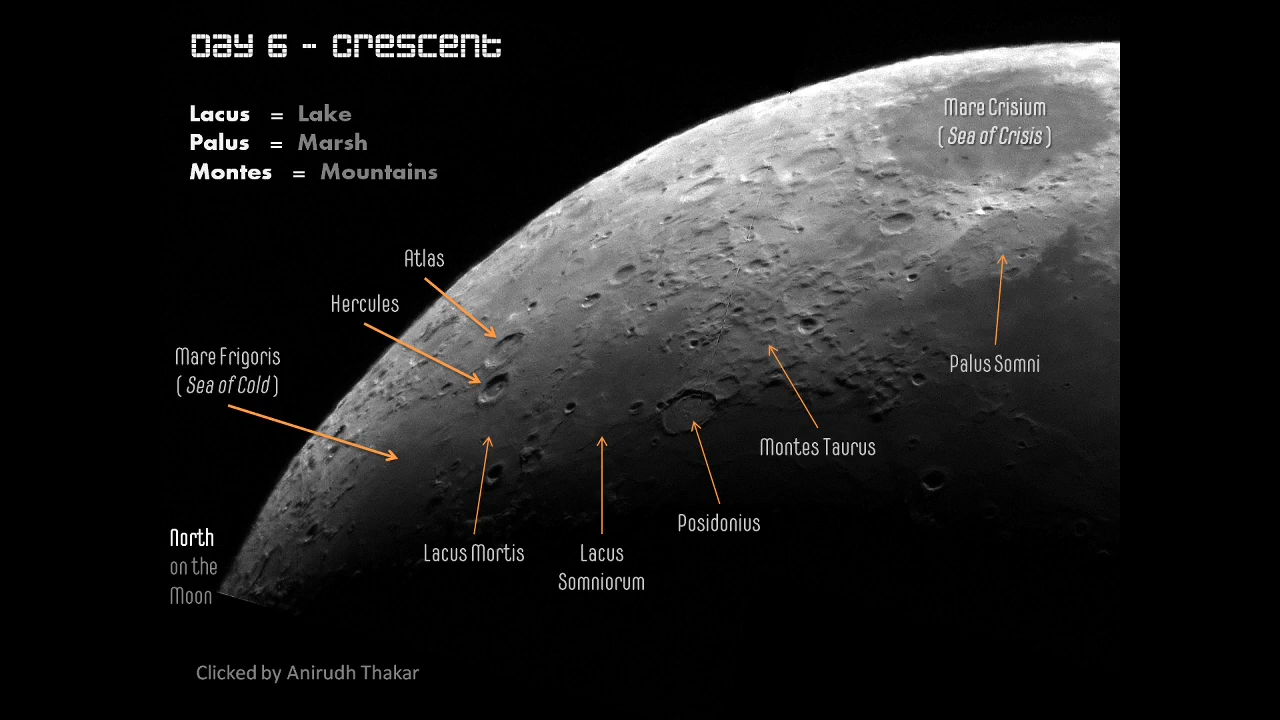 Day 6 - Crescent
Lacus = Lake
Palus = Marsh
Montes = Mountains
Mare Crisium
( Sea of Crisis )
Atlas
Hercules
Mare Frigoris
( Sea of Cold )
Palus Somni
Montes Taurus
Posidonius
Lacus Mortis
Lacus
Somniorum
North
on the
Moon
Clicked by Anirudh Thakar